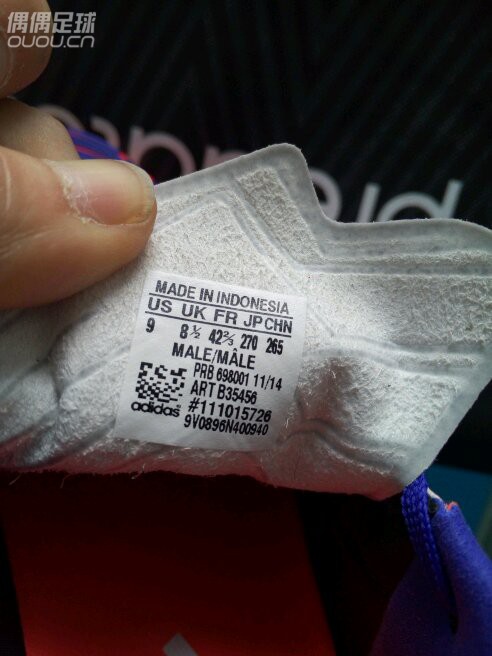 偶偶足球
ouou.cn
Predator
MADE IN INDONESIA
US UK FR JP CHN
9 8½ 42⅔ 270 265
MALE/MÂLE
PRB 698001 11/14
ART B35456
#111015726
9V0896N400940
adidas